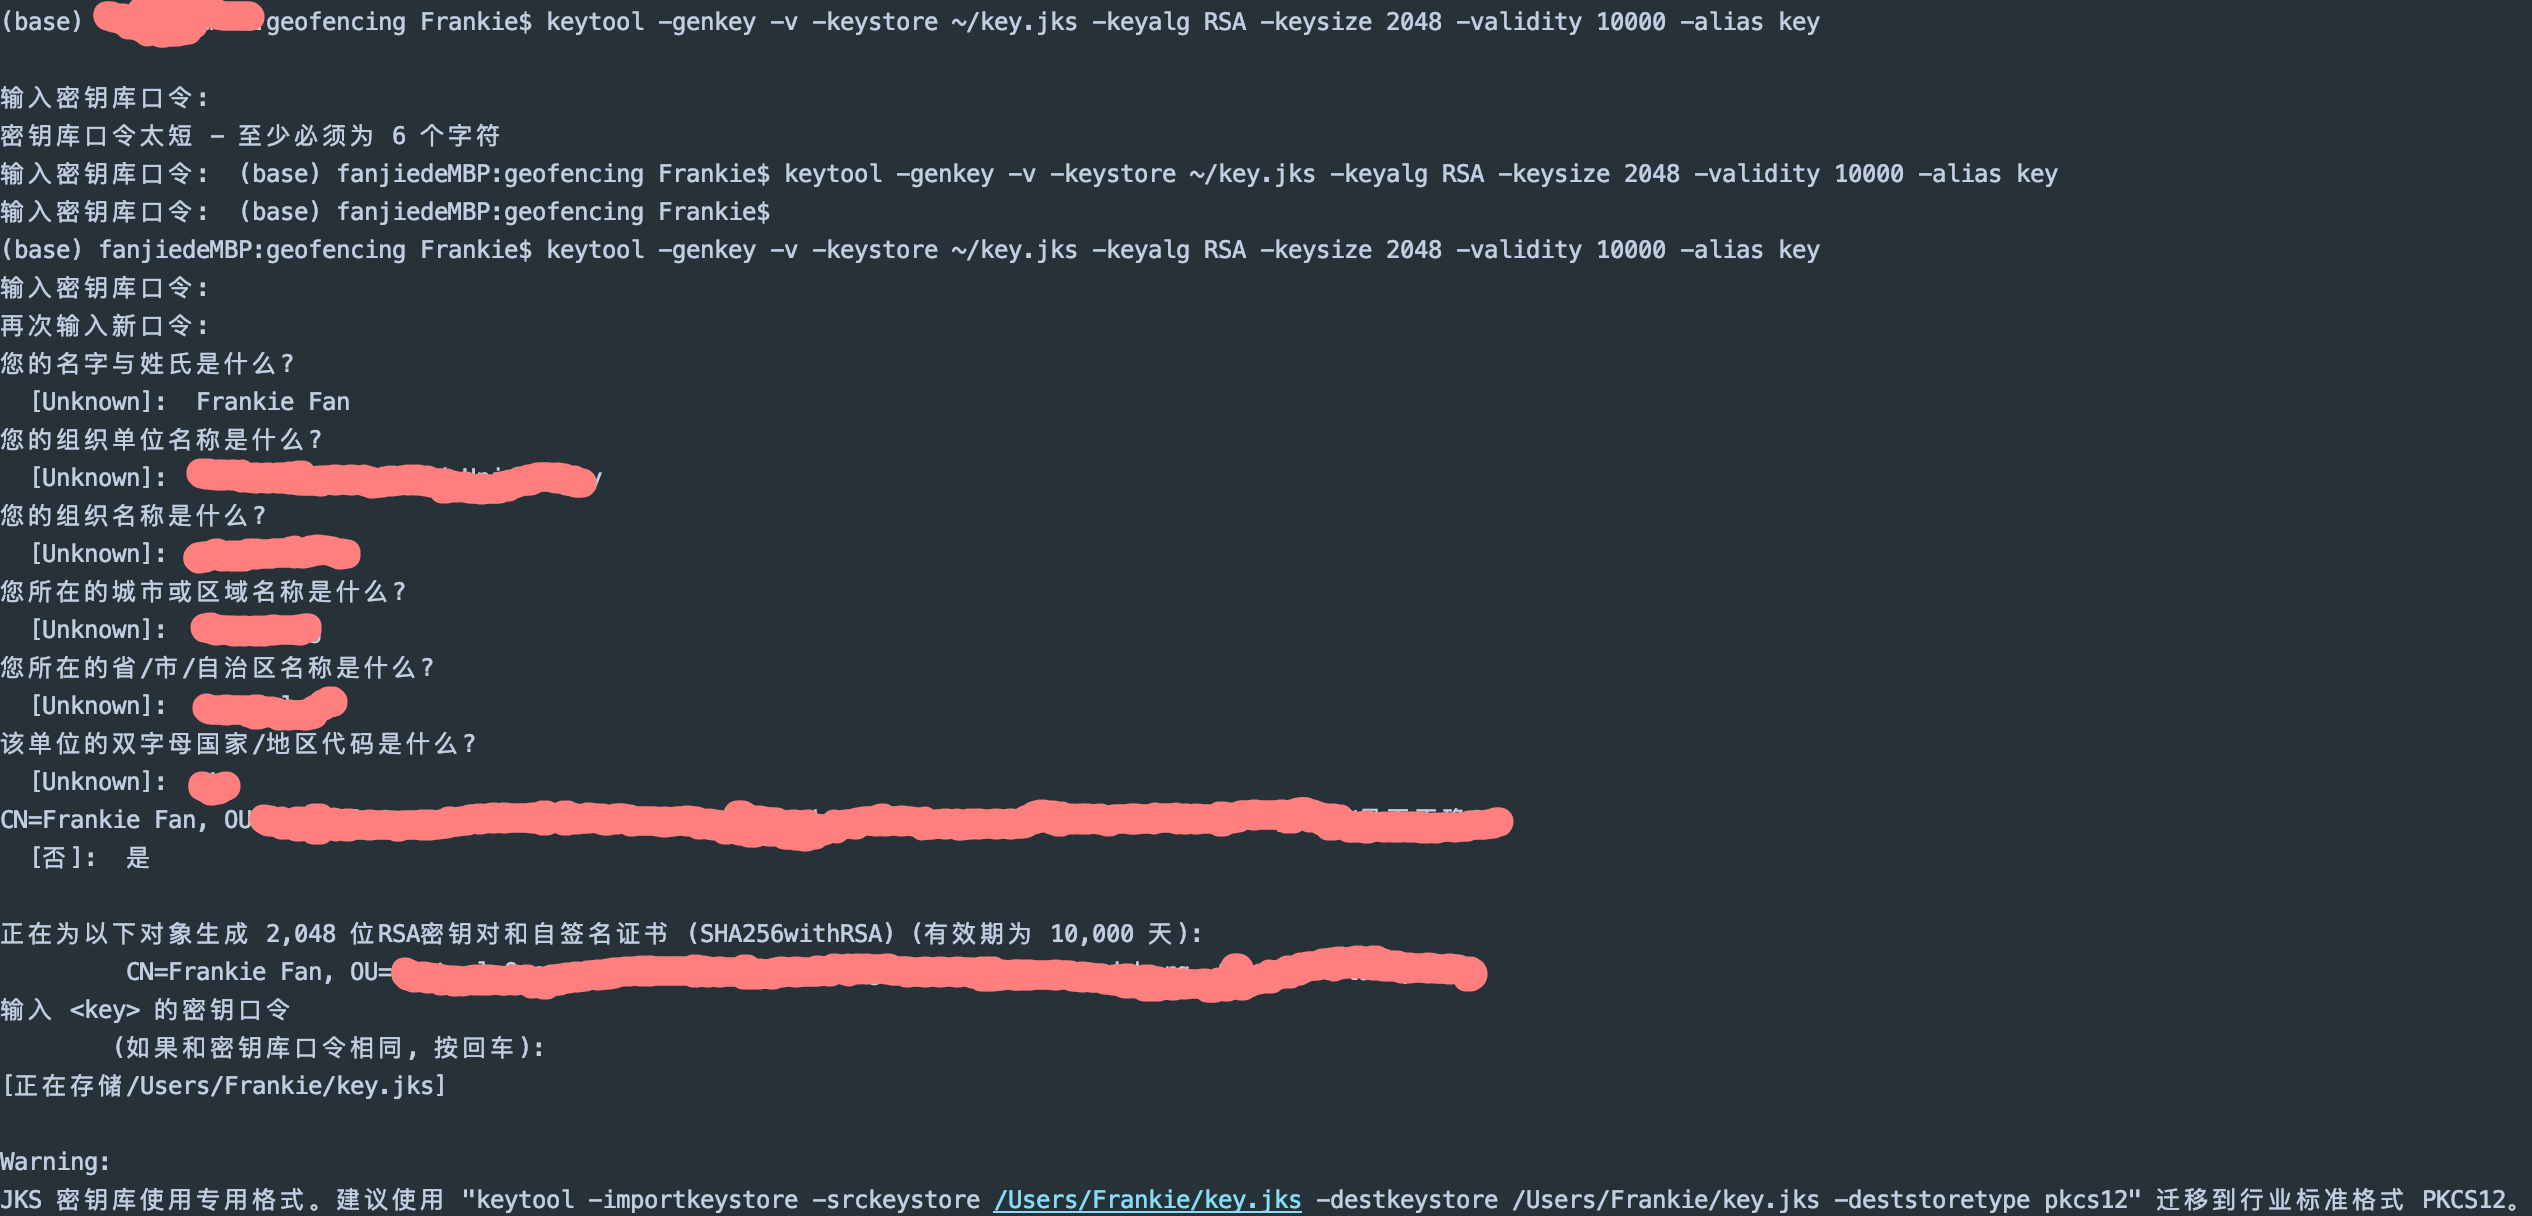 (base) :geofencing Frankie$ keytool -genkey -v -keystore ~/key.jks -keyalg RSA -keysize 2048 -validity 10000 -alias key
输入密钥库口令:
密钥库口令太短 - 至少必须为 6 个字符
输入密钥库口令: (base) fanjiedeMBP:geofencing Frankie$ keytool -genkey -v -keystore ~/key.jks -keyalg RSA -keysize 2048 -validity 10000 -alias key
输入密钥库口令: (base) fanjiedeMBP:geofencing Frankie$
(base) fanjiedeMBP:geofencing Frankie$ keytool -genkey -v -keystore ~/key.jks -keyalg RSA -keysize 2048 -validity 10000 -alias key
输入密钥库口令:
再次输入新口令:
您的名字与姓氏是什么?
[Unknown]: Frankie Fan
您的组织单位名称是什么?
[Unknown]:
您的组织名称是什么?
[Unknown]:
您所在的城市或区域名称是什么?
[Unknown]:
您所在的省/市/自治区名称是什么?
[Unknown]:
该单位的双字母国家/地区代码是什么?
[Unknown]:
CN=Frankie Fan, OU
[否]: 是
正在为以下对象生成 2,048 位RSA密钥对和自签名证书 (SHA256withRSA) (有效期为 10,000 天):
CN=Frankie Fan, OU=
输入 <key> 的密钥口令
(如果和密钥库口令相同, 按回车):
[正在存储/Users/Frankie/key.jks]
Warning:
JKS 密钥库使用专用格式。建议使用 "keytool -importkeystore -srckeystore /Users/Frankie/key.jks -destkeystore /Users/Frankie/key.jks -deststoretype pkcs12" 迁移到行业标准格式 PKCS12。